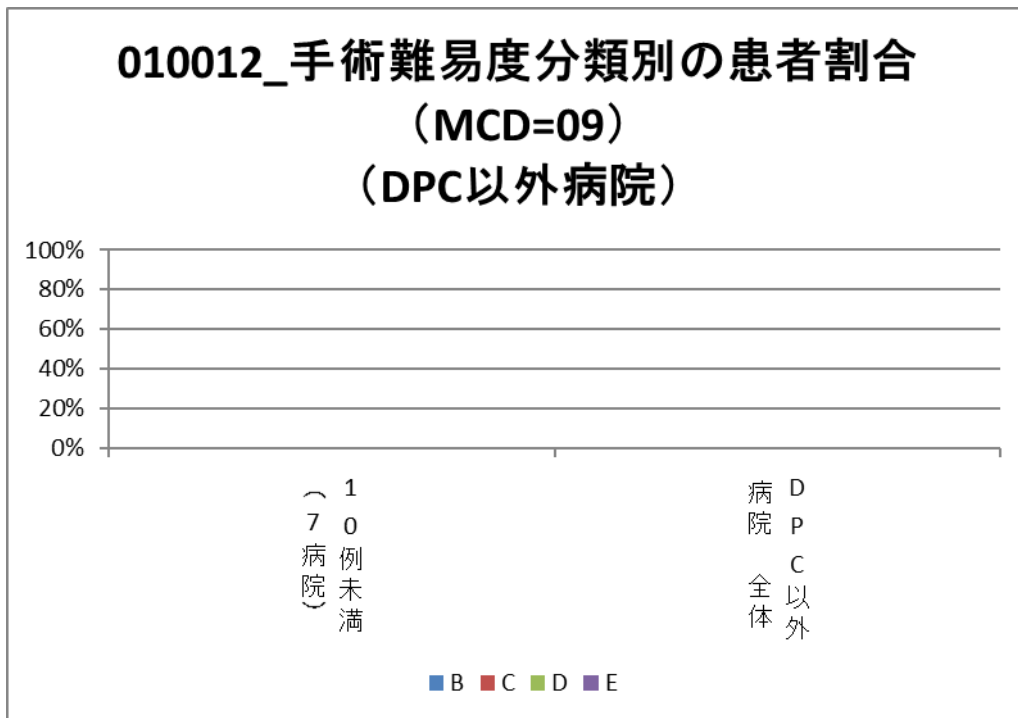 010012_手術難易度分類別の患者割合
（MCD=09）
（DPC以外病院）
100%
80%
60%
40%
20%
0%
10例未満
（7病院）
DPC以外
病院 全体
B C D E